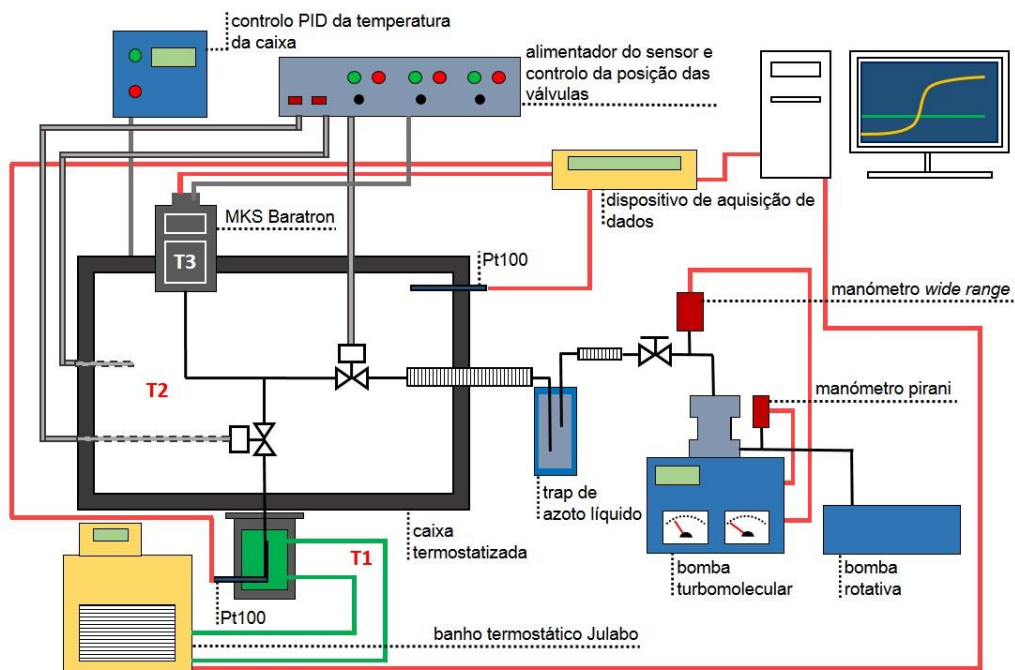 controlo PID da temperatura
da caixa
alimentador do sensor e
controlo da posição das
válvulas
MKS Baratron
dispositivo de aquisição de
dados
T3
Pt100
manómetro wide range
T2
manómetro pirani
trap de
azoto líquido
caixa
termostatizada
T1
bomba
turbomolecular
bomba
rotativa
Pt100
banho termostático Julabo